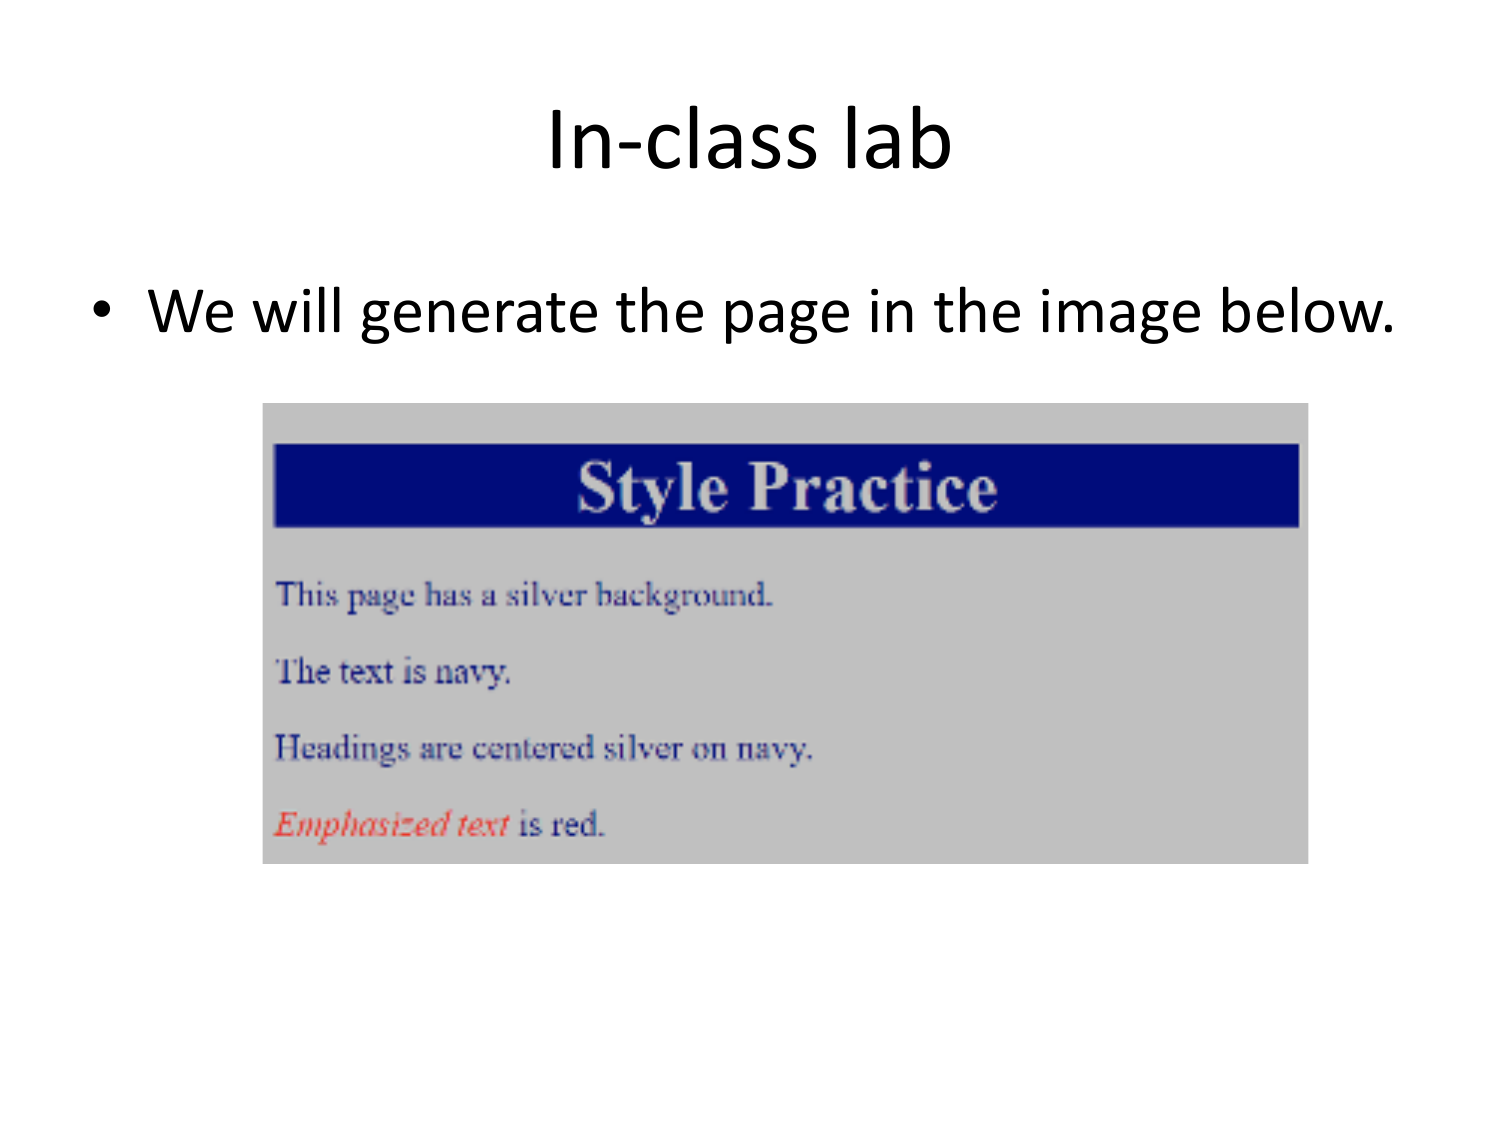 In-class lab
• We will generate the page in the image below.
Style Practice
This page has a silver background.
The text is navy.
Headings are centered silver on navy.
Emphasized text is red.